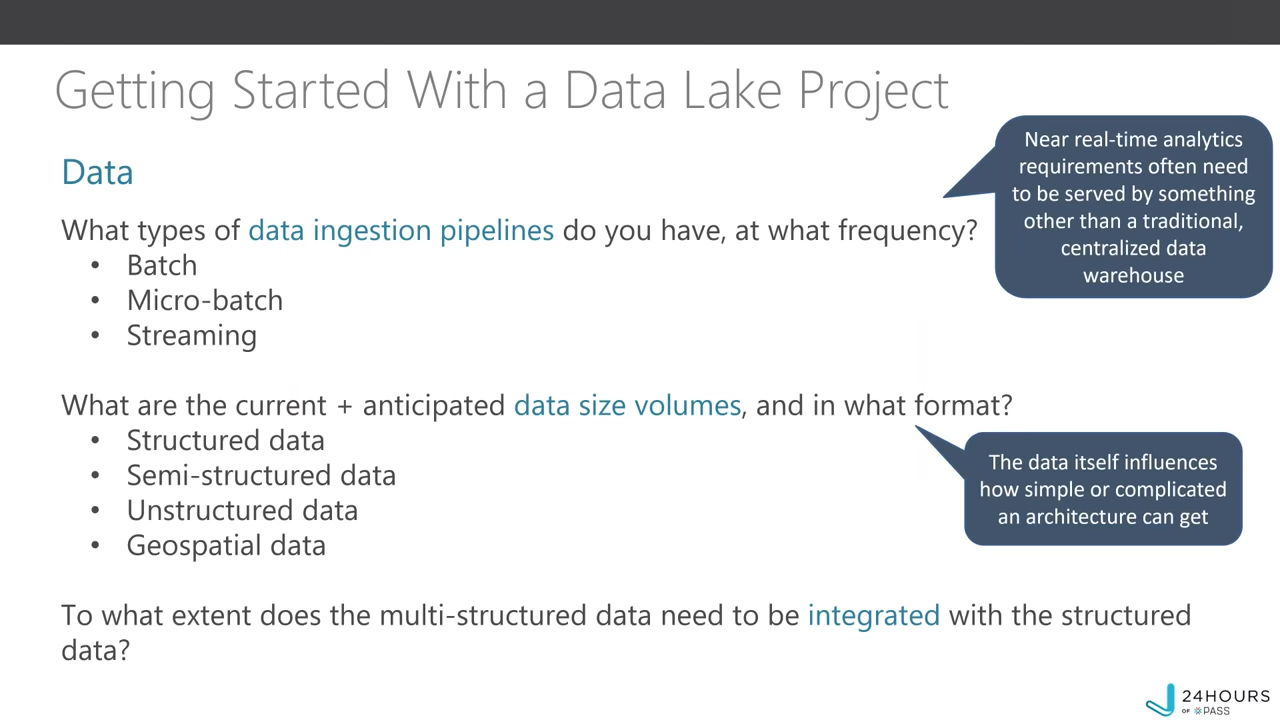 Getting Started With a Data Lake Project
Data
What types of data ingestion pipelines do you have, at what frequency?
• Batch
• Micro-batch
• Streaming
Near real-time analytics
requirements often need
to be served by something
other than a traditional,
centralized data
warehouse
What are the current + anticipated data size volumes, and in what format?
• Structured data
• Semi-structured data
• Unstructured data
• Geospatial data
The data itself influences
how simple or complicated
an architecture can get
To what extent does the multi-structured data need to be integrated with the structured
data?
24HOURS
OF PASS